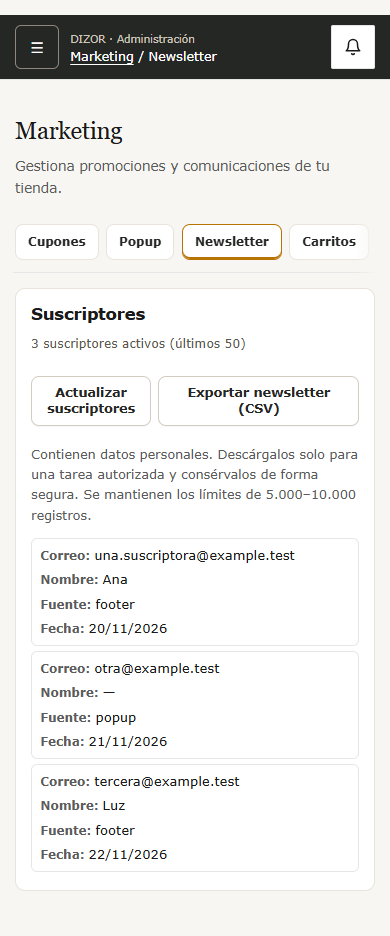 DIZOR · Administración
Marketing / Newsletter
Marketing
Gestiona promociones y comunicaciones de tu
tienda.
Cupones
Popup
Newsletter
Carritos
Suscriptores
3 suscriptores activos (últimos 50)
Actualizar
suscriptores
Exportar newsletter
(CSV)
Contienen datos personales. Descárgalos solo para
una tarea autorizada y consérvalos de forma
segura. Se mantienen los límites de 5.000–10.000
registros.
Correo: una.suscriptora@example.test
Nombre: Ana
Fuente: footer
Fecha: 20/11/2026
Correo: otra@example.test
Nombre: —
Fuente: popup
Fecha: 21/11/2026
Correo: tercera@example.test
Nombre: Luz
Fuente: footer
Fecha: 22/11/2026